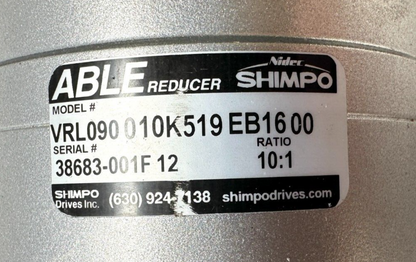 ABLE REDUCER Nidec SHIMPO
MODEL #
VRL090 010K519 EB16 00
SERIAL # RATIO
38683-001F 12 10:1
SHIMPO Drives Inc. (630) 924-7138 shimpodrives.com